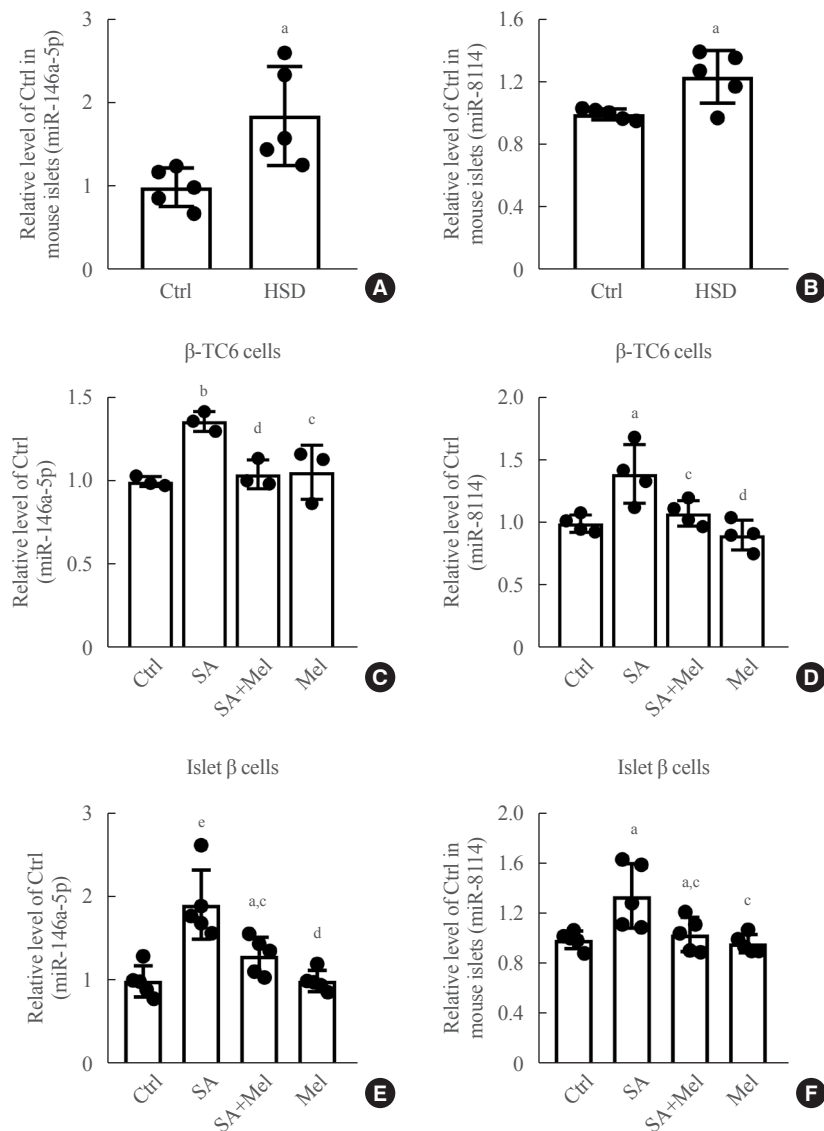 Relative level of Ctrl in
mouse islets (miR-146a-5p)
3
2
1
0
a
Ctrl
HSD
A
Relative level of Ctrl in
mouse islets (miR-8114)
1.6
1.2
1.0
0.4
0
a
Ctrl
HSD
B
β-TC6 cells
Relative level of Ctrl
(miR-146a-5p)
1.5
1.0
0.5
0
b
d
c
Ctrl
SA
SA+Mel
Mel
C
β-TC6 cells
Relative level of Ctrl
(miR-8114)
2.0
1.5
1.0
0.5
0
a
c
d
Ctrl
SA
SA+Mel
Mel
D
Islet β cells
Relative level of Ctrl
(miR-146a-5p)
3
2
1
0
e
a,c
d
Ctrl
SA
SA+Mel
Mel
E
Islet β cells
Relative level of Ctrl in
mouse islets (miR-8114)
2.0
1.6
1.2
0.8
0.4
0
a
a,c
c
Ctrl
SA
SA+Mel
Mel
F